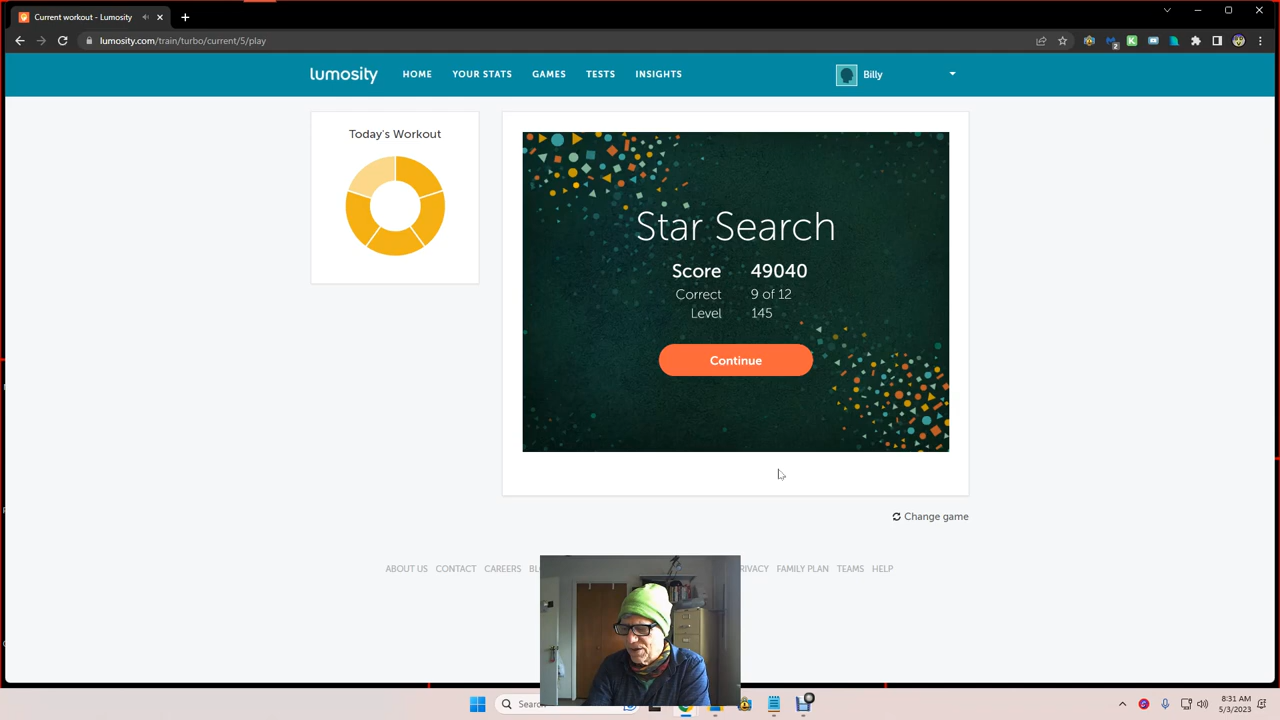 Current workout - Lumosity
lumosity.com/train/turbo/current/5/play
2
lumosity
HOME
YOUR STATS
GAMES
TESTS
INSIGHTS
Billy
Today's Workout
Star Search
Score 49040
Correct 9 of 12
Level 145
Continue
Change game
ABOUT US
CONTACT
CAREERS
FAMILY PLAN
TEAMS
HELP
Search
8:31 AM
5/3/2023